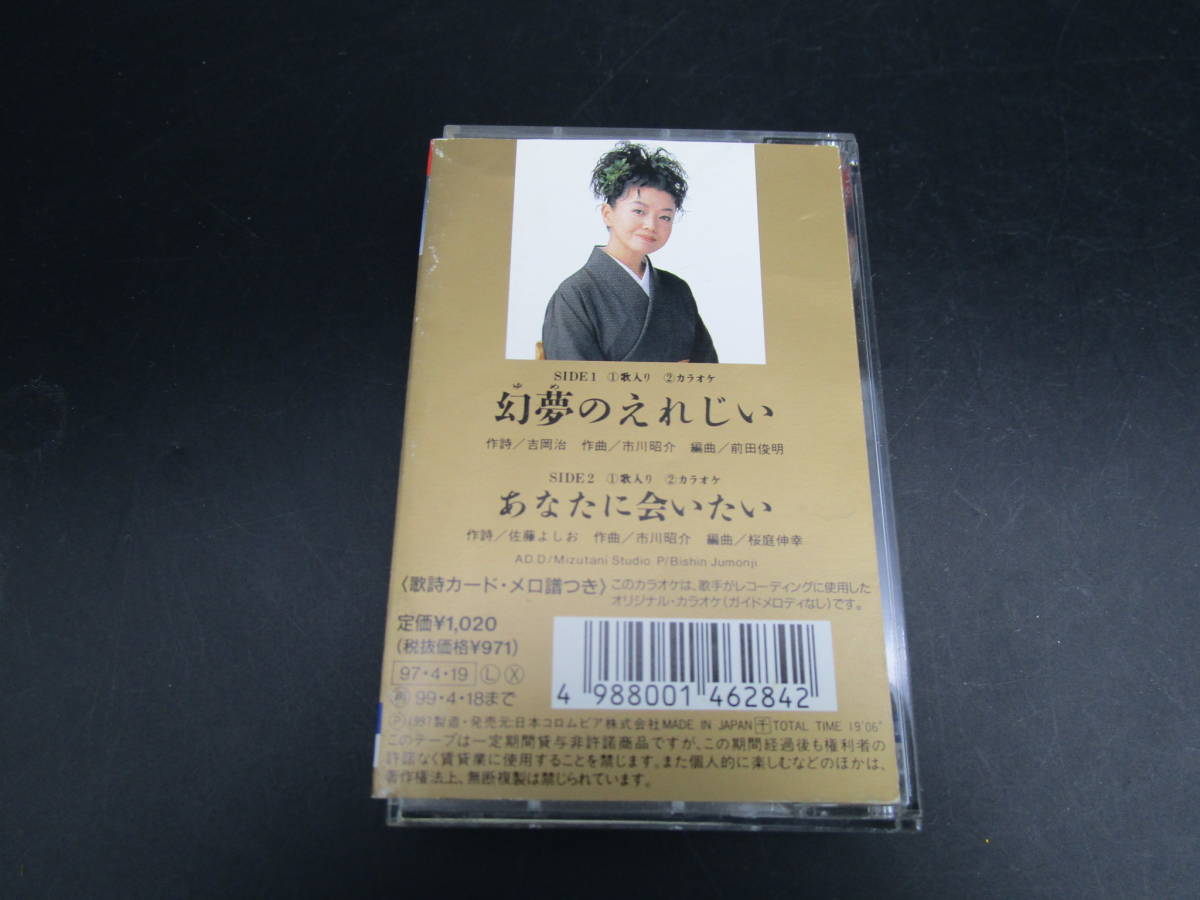 SIDE1 ①歌入り ②カラオケ
ゆめ
幻夢のえれじい
作詩/吉岡治 作曲/市川昭介 編曲/前田俊明
SIDE2 ①歌入り ②カラオケ
あなたに会いたい
作詩/佐藤よしお 作曲/市川昭介 編曲/桜庭伸幸
AD.D/Mizutani Studio P/Bishin Jumonji
〈歌詩カード・メロ譜つき〉このカラオケは、歌手がレコーディングに使用した
オリジナル・カラオケ(ガイドメロディなし)です。
定価¥1,020
(税抜価格¥971)
97・4・19 Ⓛ Ⓧ
㊢99・4・18まで
4 988001 462842
Ⓟ1997製造・発売元:日本コロムビア株式会社MADE IN JAPAN 千 TOTAL TIME 19'06"
このテープは一定期間貸与非許諾商品ですが、この期間経過後も権利者の
許諾なく賃貸業に使用することを禁じます。また個人的に楽しむなどのほかは、
著作権法上、無断複製は禁じられています。